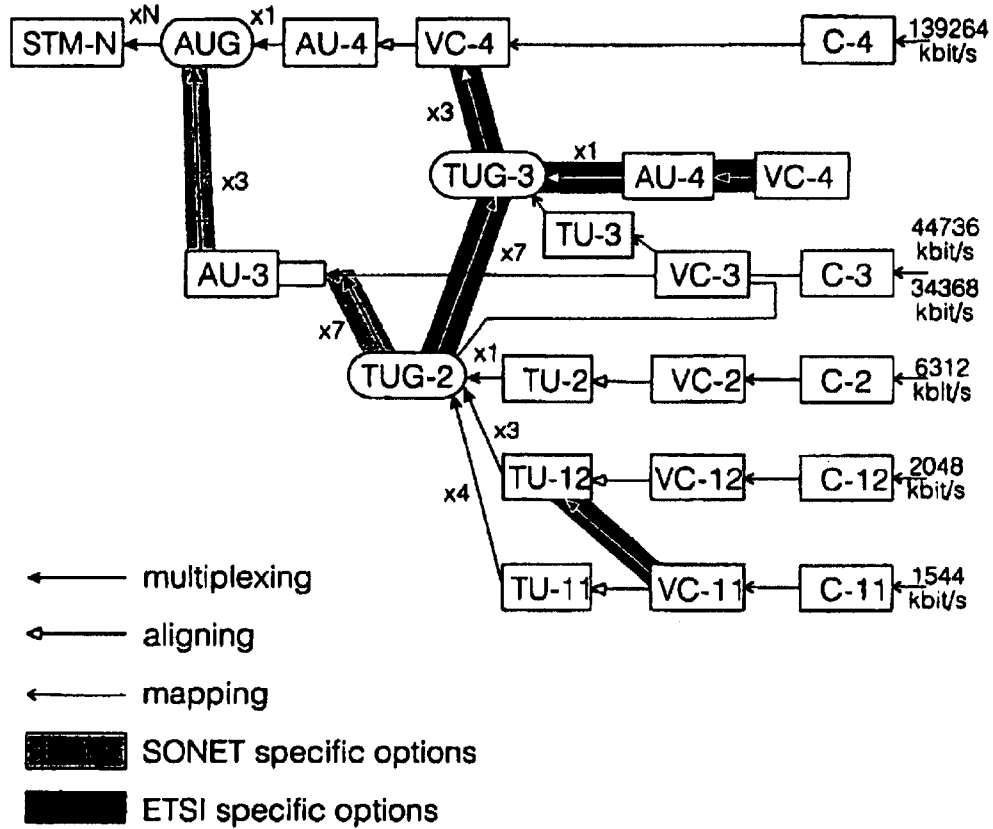 xN x1
STM-N AUG AU-4 VC-4 C-4 139264
kbit/s
x3
x1
TUG-3 AU-4 VC-4
x3
TU-3 44736
kbit/s
x7
AU-3 VC-3 C-3
34368
kbit/s
x7
x1
TUG-2 TU-2 VC-2 C-2 6312
kbit/s
x3
TU-12 VC-12 C-12 2048
kbit/s
x4
TU-11 VC-11 C-11 1544
kbit/s
multiplexing
aligning
mapping
SONET specific options
ETSI specific options